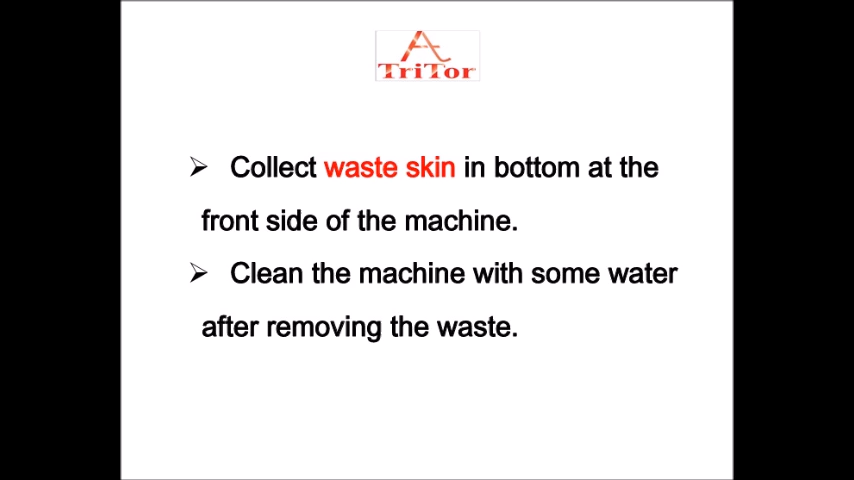 A
TriTor
➢ Collect waste skin in bottom at the
front side of the machine.
➢ Clean the machine with some water
after removing the waste.